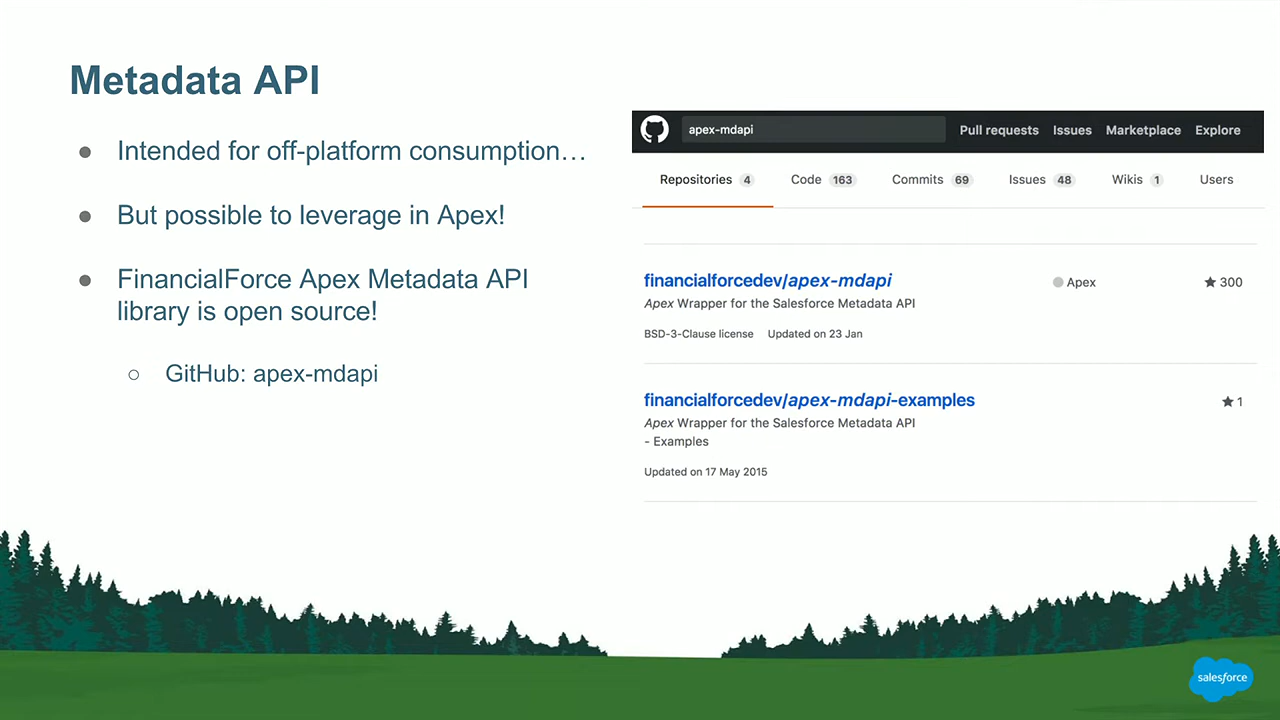 Metadata API
● Intended for off-platform consumption…
● But possible to leverage in Apex!
● FinancialForce Apex Metadata API
library is open source!
○ GitHub: apex-mdapi
apex-mdapi Pull requests Issues Marketplace Explore
Repositories 4 Code 163 Commits 69 Issues 48 Wikis 1 Users
financialforcedev/apex-mdapi Apex ★ 300
Apex Wrapper for the Salesforce Metadata API
BSD-3-Clause license Updated on 23 Jan
financialforcedev/apex-mdapi-examples ★ 1
Apex Wrapper for the Salesforce Metadata API
- Examples
Updated on 17 May 2015
salesforce